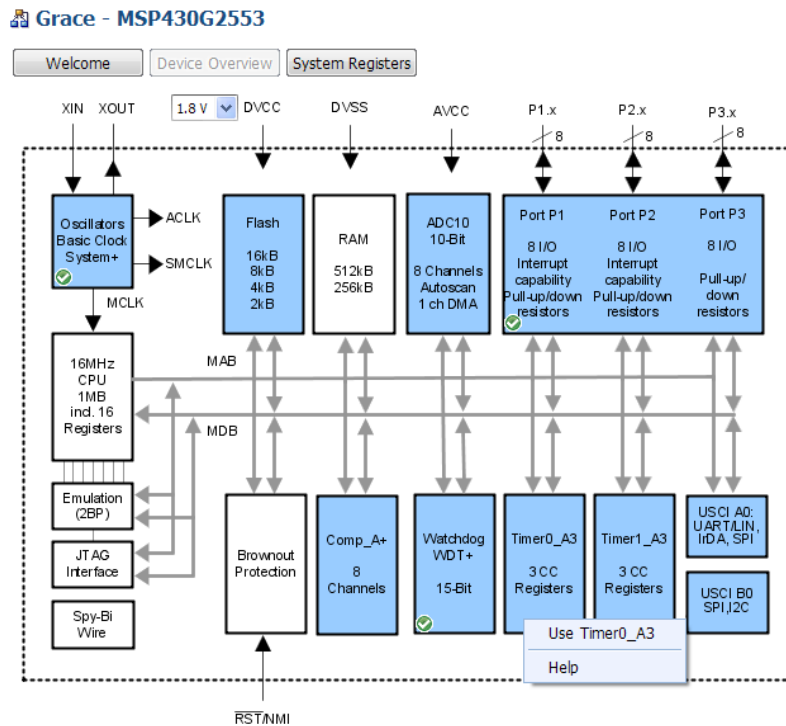 Grace - MSP430G2553
Welcome
Device Overview
System Registers
XIN
XOUT
1.8 V
DVCC
DVSS
AVCC
P1.x
P2.x
P3.x
8
8
8
Oscillators
Basic Clock
System+
ACLK
SMCLK
MCLK
Flash
16kB
8kB
4kB
2kB
RAM
512kB
256kB
ADC10
10-Bit
8 Channels
Autoscan
1 ch DMA
Port P1
8 I/O
Interrupt
capability
Pull-up/down
resistors
Port P2
8 I/O
Interrupt
capability
Pull-up/down
resistors
Port P3
8 I/O
Pull-up/
down
resistors
16MHz
CPU
1MB
incl. 16
Registers
MAB
MDB
Emulation
(2BP)
JTAG
Interface
Spy-Bi
Wire
Brownout
Protection
Comp_A+
8
Channels
Watchdog
WDT+
15-Bit
Timer0_A3
3 CC
Registers
Timer1_A3
3 CC
Registers
USCI A0:
UART/LIN,
IrDA, SPI
USCI B0
SPI,I2C
Use Timer0_A3
Help
RST/NMI